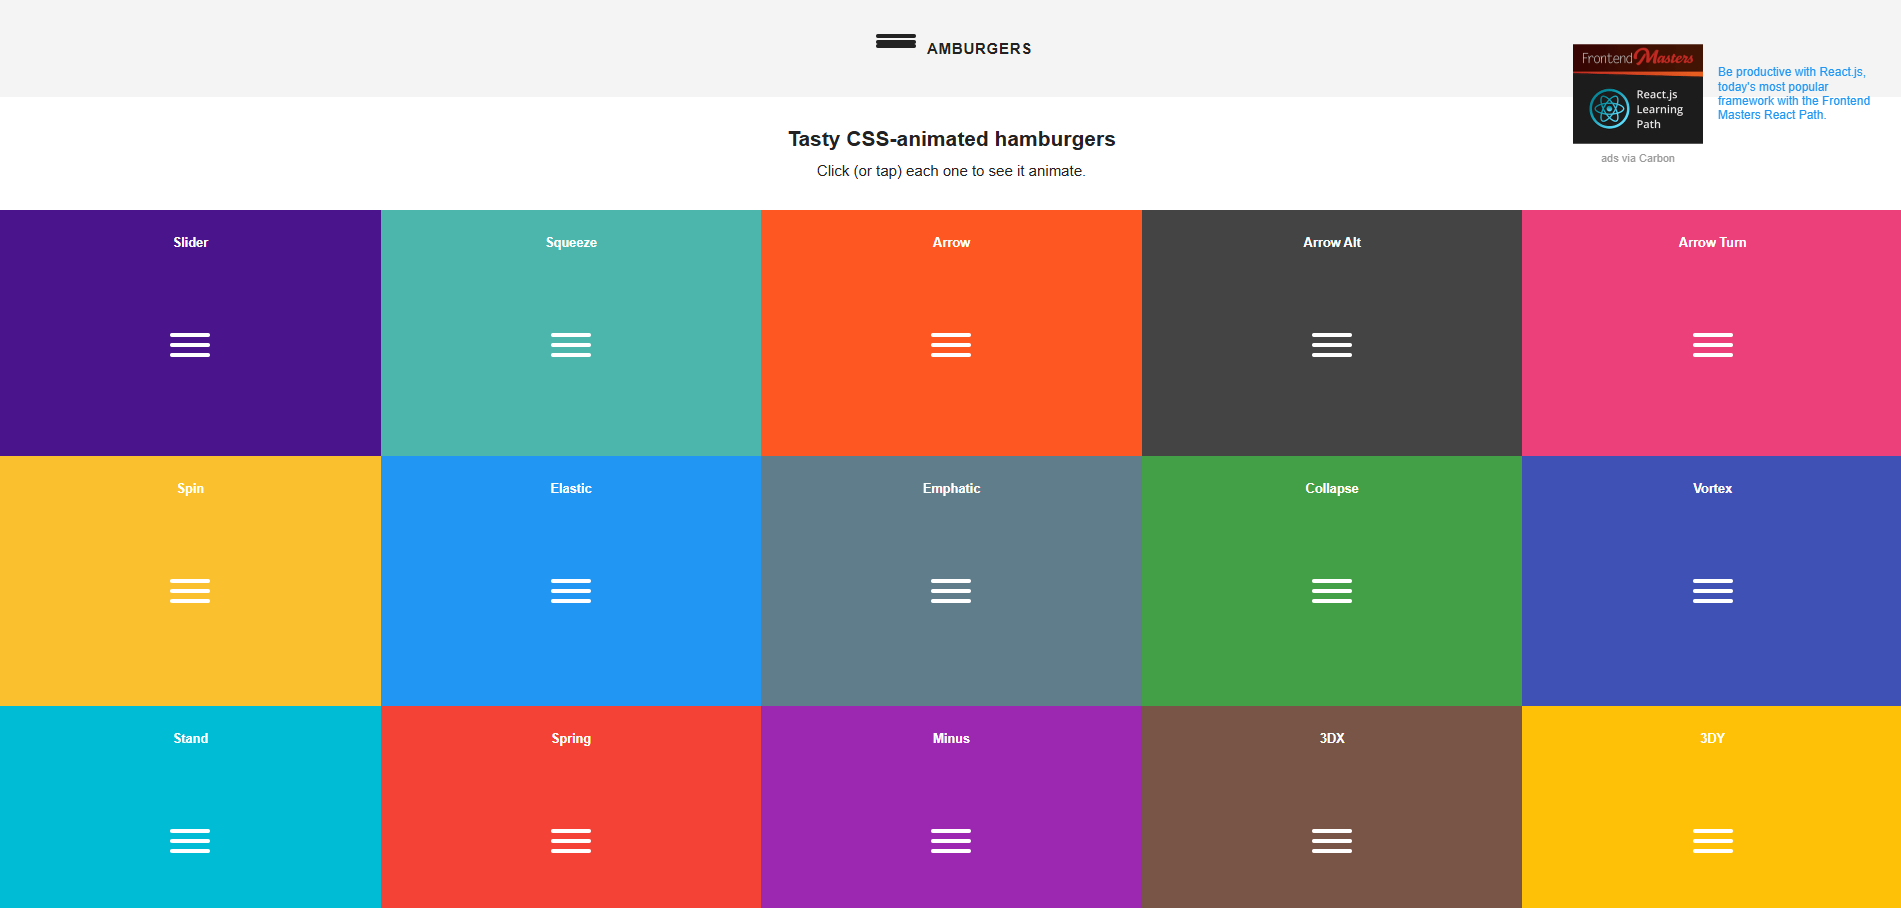 AMBURGERS
Frontend Masters
React.js
Learning
Path
Be productive with React.js,
today's most popular
framework with the Frontend
Masters React Path.
ads via Carbon
Tasty CSS-animated hamburgers
Click (or tap) each one to see it animate.
Slider
Squeeze
Arrow
Arrow Alt
Arrow Turn
Spin
Elastic
Emphatic
Collapse
Vortex
Stand
Spring
Minus
3DX
3DY